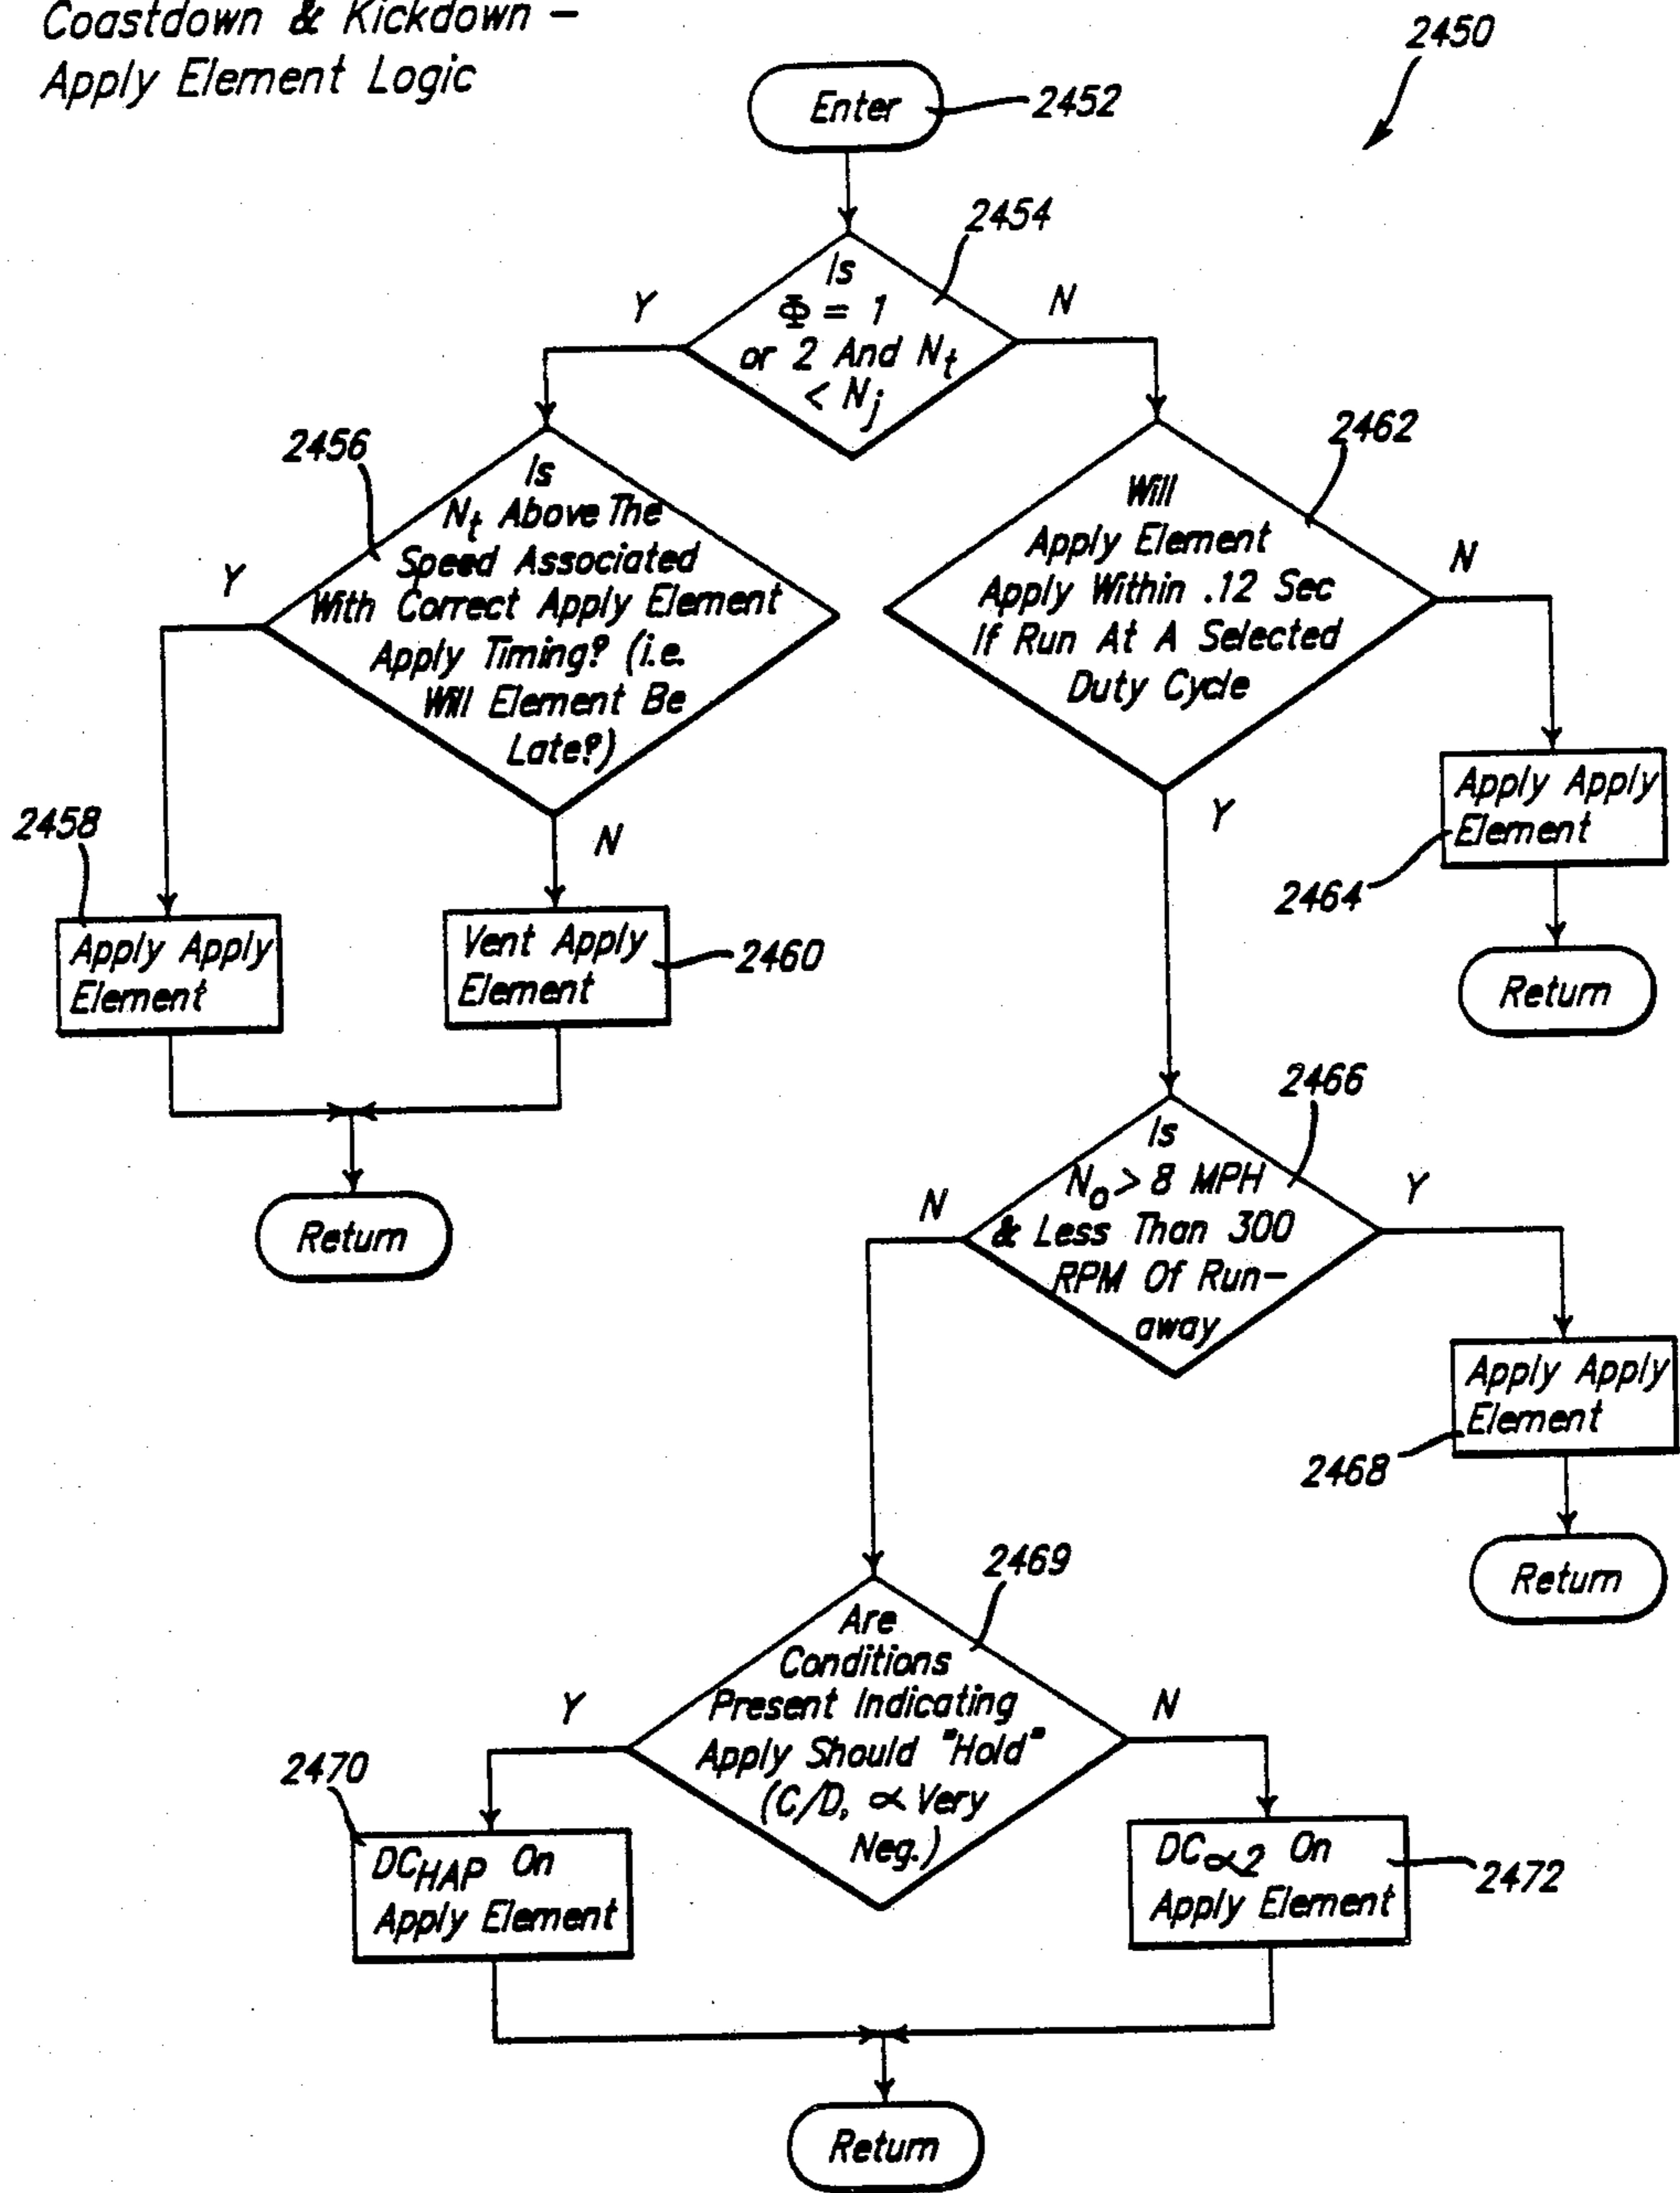 Coastdown & Kickdown –
Apply Element Logic
2450
Enter
2452
2454
Is
Φ = 1
or 2 And Nt
< Nj
Y
N
2456
Is
Nt Above The
Speed Associated
With Correct Apply Element
Apply Timing? (i.e.
Will Element Be
Late?)
Y
N
2462
Will
Apply Element
Apply Within .12 Sec
If Run At A Selected
Duty Cycle
N
Y
2458
Apply Apply
Element
Vent Apply
Element
2460
Return
Apply Apply
Element
2464
Return
2466
Is
No > 8 MPH
& Less Than 300
RPM Of Run-
away
N
Y
Apply Apply
Element
2468
Return
2469
Are
Conditions
Present Indicating
Apply Should "Hold"
(C/D, ∝ Very
Neg.)
Y
N
2470
DCHAP On
Apply Element
DC∝2 On
Apply Element
2472
Return